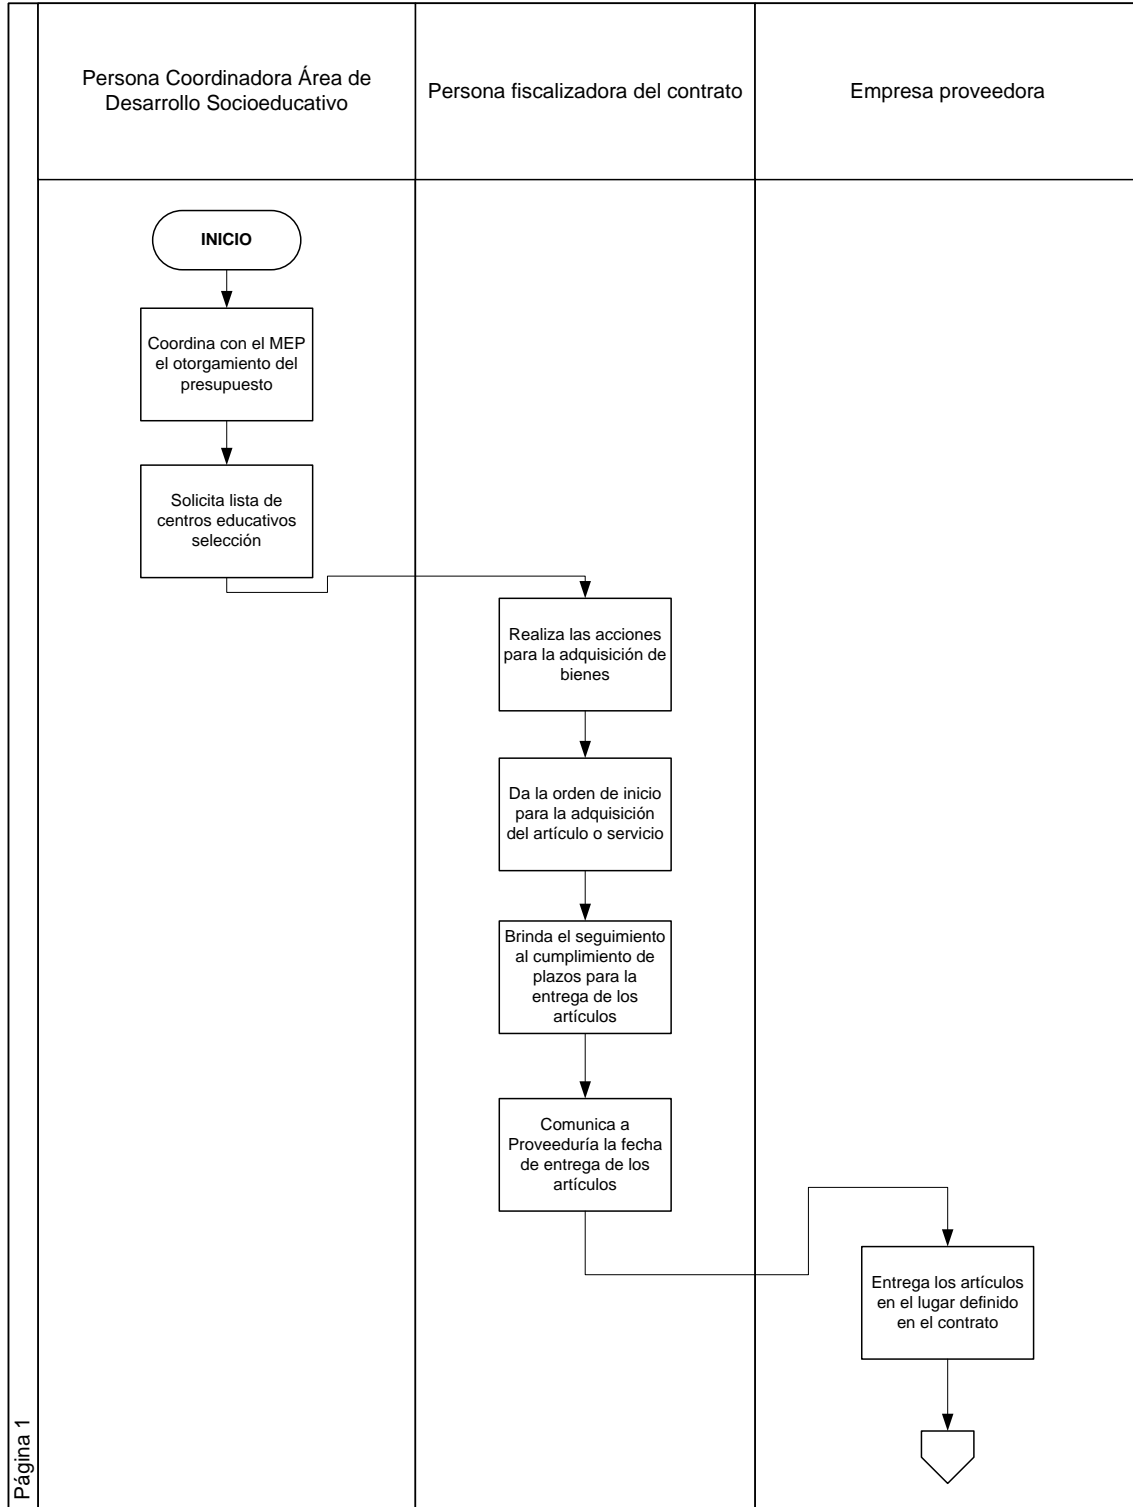 Persona Coordinadora Área de
Desarrollo Socioeducativo
Persona fiscalizadora del contrato
Empresa proveedora
INICIO
Coordina con el MEP
el otorgamiento del
presupuesto
Solicita lista de
centros educativos
selección
Realiza las acciones
para la adquisición de
bienes
Da la orden de inicio
para la adquisición
del artículo o servicio
Brinda el seguimiento
al cumplimiento de
plazos para la
entrega de los
artículos
Comunica a
Proveeduría la fecha
de entrega de los
artículos
Entrega los artículos
en el lugar definido
en el contrato
Página 1